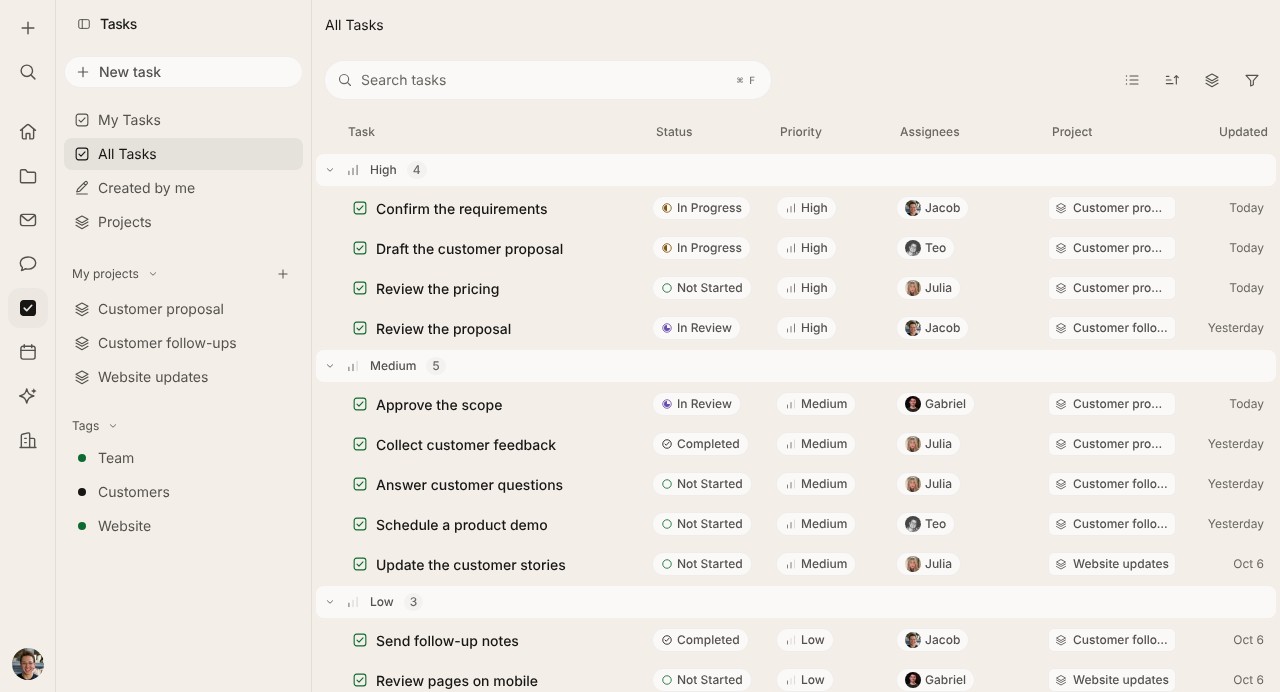 Tasks
New task
My Tasks
All Tasks
Created by me
Projects
My projects
Customer proposal
Customer follow-ups
Website updates
Tags
Team
Customers
Website
All Tasks
Search tasks ⌘ F
Task Status Priority Assignees Project Updated
High 4
Confirm the requirements In Progress High Jacob Customer pro... Today
Draft the customer proposal In Progress High Teo Customer pro... Today
Review the pricing Not Started High Julia Customer pro... Today
Review the proposal In Review High Jacob Customer follo... Yesterday
Medium 5
Approve the scope In Review Medium Gabriel Customer pro... Today
Collect customer feedback Completed Medium Julia Customer pro... Yesterday
Answer customer questions Not Started Medium Julia Customer follo... Yesterday
Schedule a product demo Not Started Medium Teo Customer follo... Yesterday
Update the customer stories Not Started Medium Julia Website updates Oct 6
Low 3
Send follow-up notes Completed Low Jacob Customer follo... Oct 6
Review pages on mobile Not Started Low Gabriel Website updates Oct 6